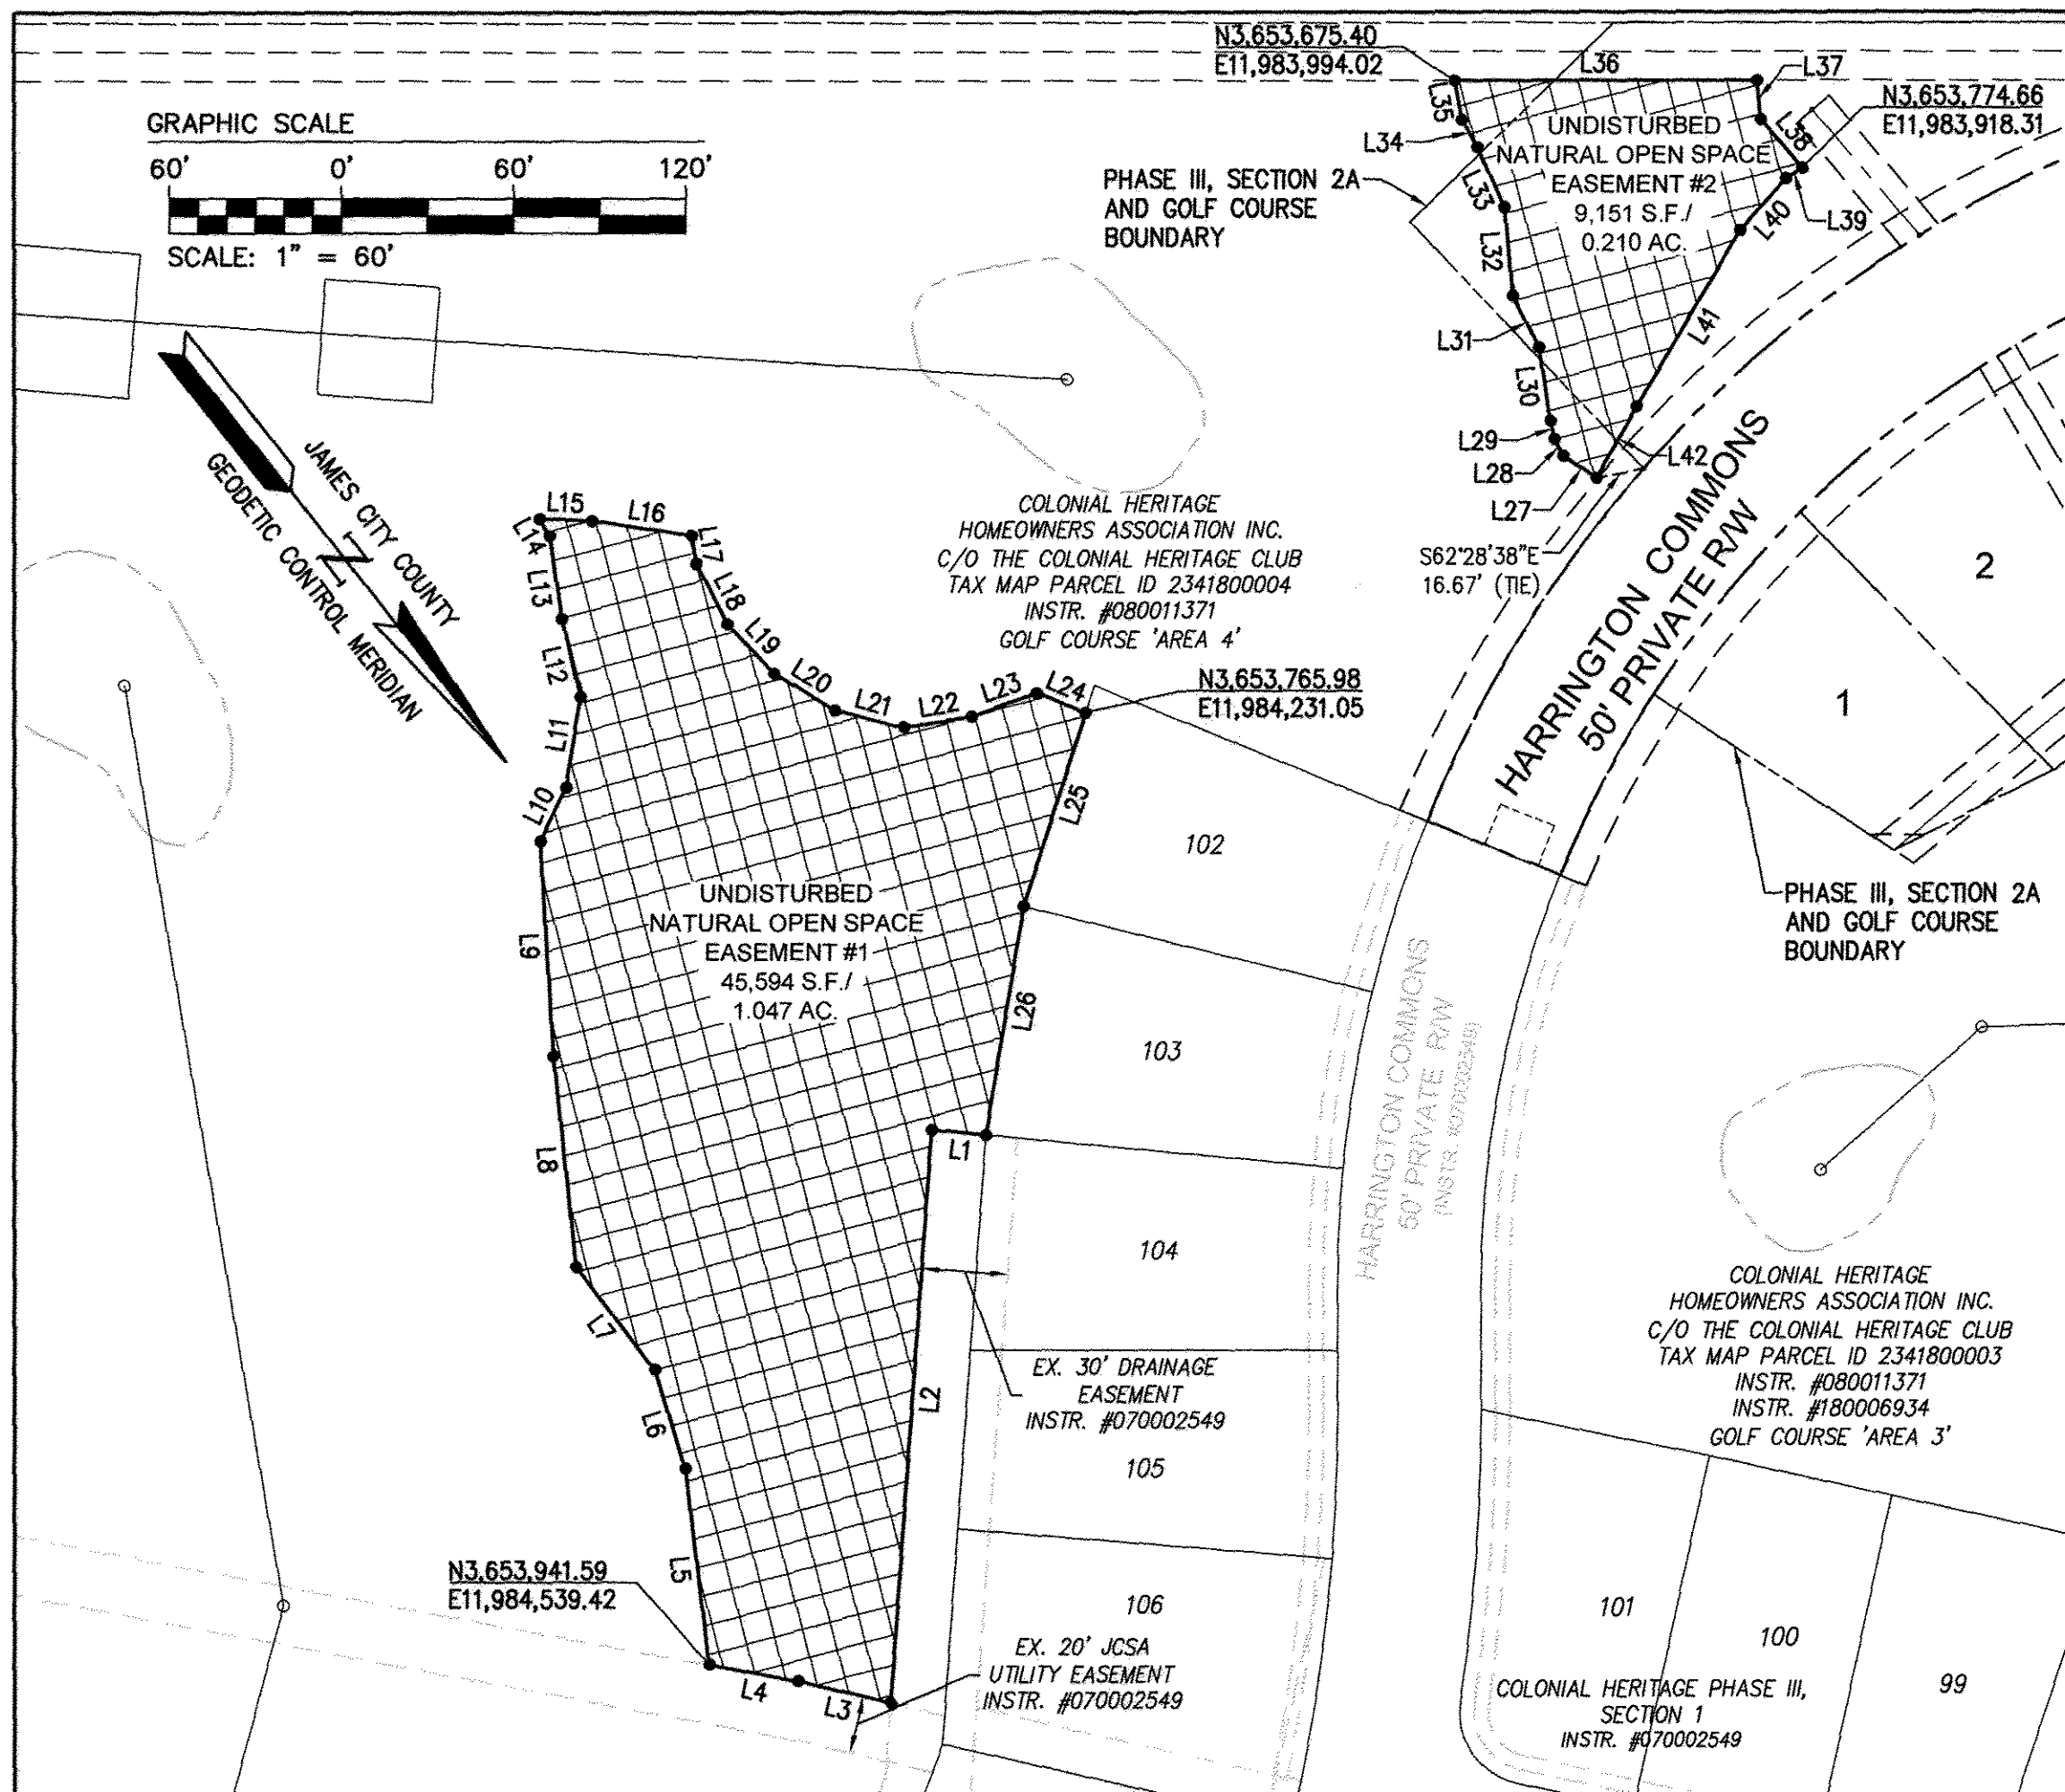 N3,653,675.40
E11,983,994.02
L36
L37
N3,653,774.66
E11,983,918.31
GRAPHIC SCALE
60' 0' 60' 120'
SCALE: 1" = 60'
L35
L34
L38
UNDISTURBED
NATURAL OPEN SPACE
EASEMENT #2
9,151 S.F./
0.210 AC.
PHASE III, SECTION 2A
AND GOLF COURSE
BOUNDARY
L33
L40
L39
L32
L31
L41
L30
L29
L28
L42
L27
S62°28'38"E
16.67' (TIE)
HARRINGTON COMMONS
50' PRIVATE R/W
2
1
JAMES CITY COUNTY
GEODETIC CONTROL MERIDIAN
N
L15
L16
L14
L17
L13
L18
L19
L12
L20
L21
L22
L23
L24
L11
L10
COLONIAL HERITAGE
HOMEOWNERS ASSOCIATION INC.
C/O THE COLONIAL HERITAGE CLUB
TAX MAP PARCEL ID 2341800004
INSTR. #080011371
GOLF COURSE 'AREA 4'
N3,653,765.98
E11,984,231.05
L25
102
UNDISTURBED
NATURAL OPEN SPACE
EASEMENT #1
45,594 S.F./
1.047 AC.
L9
L26
103
PHASE III, SECTION 2A
AND GOLF COURSE
BOUNDARY
HARRINGTON COMMONS
50' PRIVATE R/W
(INSTR. #070002549)
L1
L8
104
L7
L2
EX. 30' DRAINAGE
EASEMENT
INSTR. #070002549
COLONIAL HERITAGE
HOMEOWNERS ASSOCIATION INC.
C/O THE COLONIAL HERITAGE CLUB
TAX MAP PARCEL ID 2341800003
INSTR. #080011371
INSTR. #180006934
GOLF COURSE 'AREA 3'
L6
105
L5
N3,653,941.59
E11,984,539.42
106
EX. 20' JCSA
UTILITY EASEMENT
INSTR. #070002549
L4
L3
101
100
99
COLONIAL HERITAGE PHASE III,
SECTION 1
INSTR. #070002549